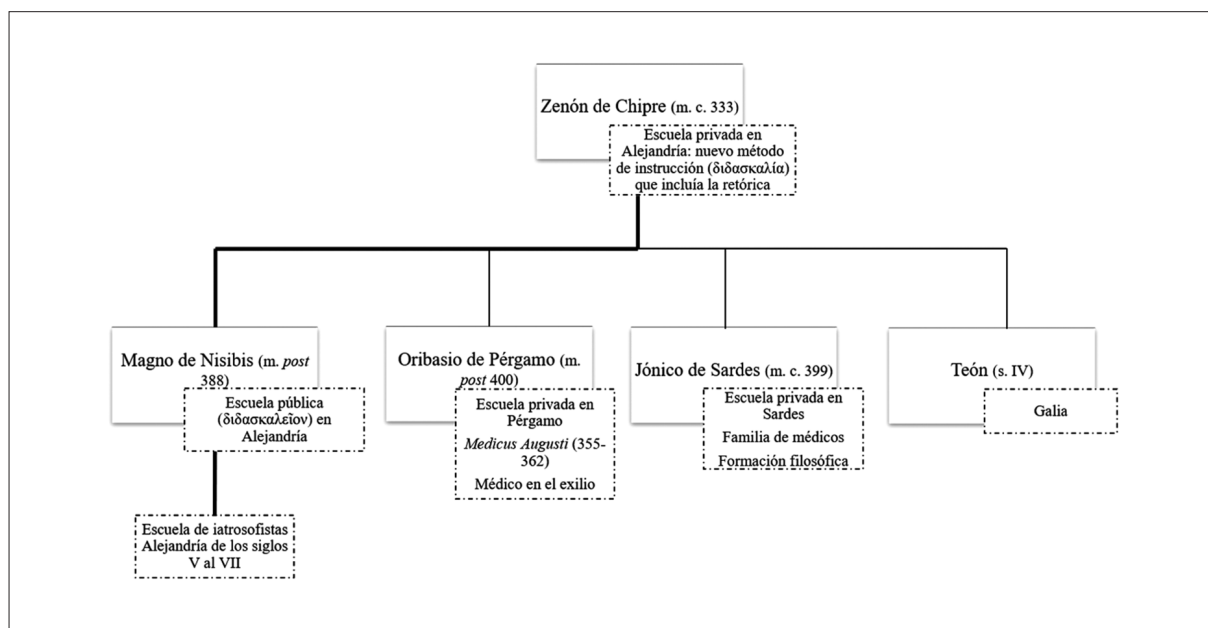 Zenón de Chipre (m. c. 333)
Escuela privada en
Alejandría: nuevo método
de instrucción (διδασκαλία)
que incluía la retórica
Magno de Nisibis (m. post
388)
Escuela pública
(διδασκαλεῖον) en
Alejandría
Escuela de iatrosofistas
Alejandría de los siglos
V al VII
Oribasio de Pérgamo (m.
post 400)
Escuela privada en
Pérgamo
Medicus Augusti (355-
362)
Médico en el exilio
Jónico de Sardes (m. c. 399)
Escuela privada en
Sardes
Familia de médicos
Formación filosófica
Teón (s. IV)
Galia